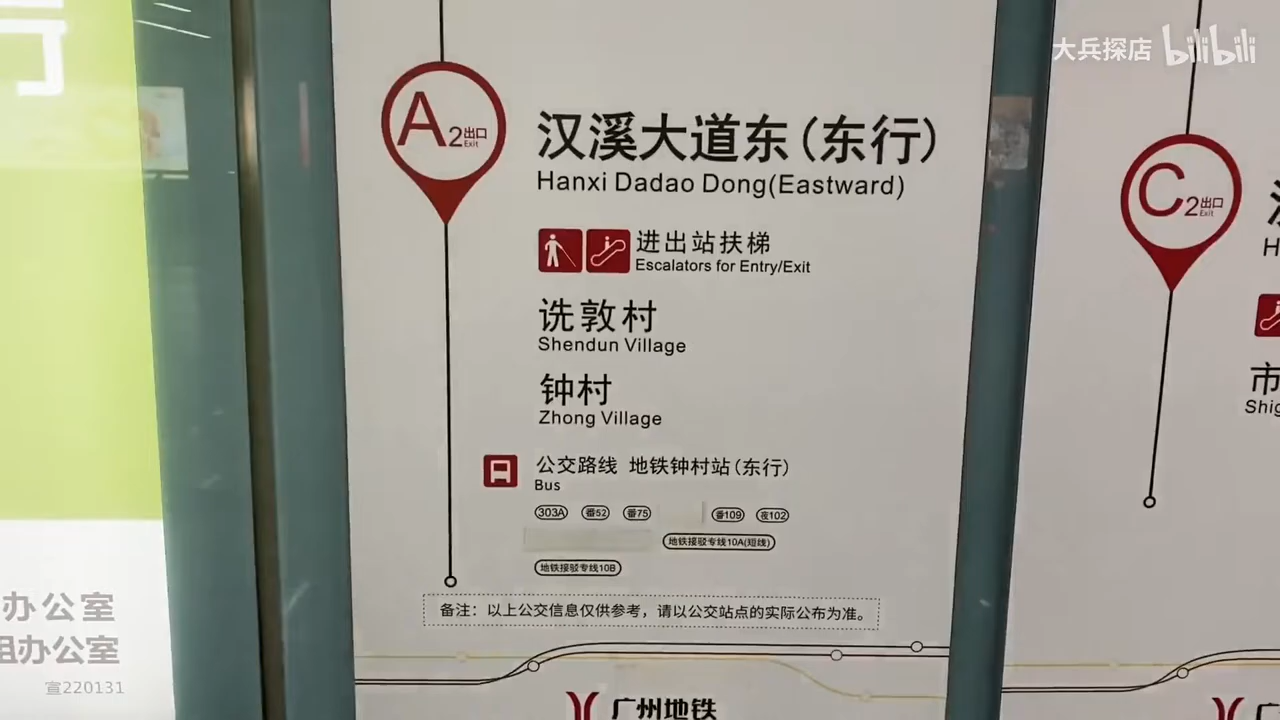 大兵探店 bilibili
A2出口
Exit
汉溪大道东(东行)
Hanxi Dadao Dong(Eastward)
进出站扶梯
Escalators for Entry/Exit
诜敦村
Shendun Village
钟村
Zhong Village
公交路线 地铁钟村站(东行)
Bus
303A 番52 番75 番109 夜102
地铁接驳专线10A(短线)
地铁接驳专线10B
备注：以上公交信息仅供参考，请以公交站点的实际公布为准。
广州地铁
C2出口
Exit
H
市
Shig
广
办公室
组办公室
宣220131